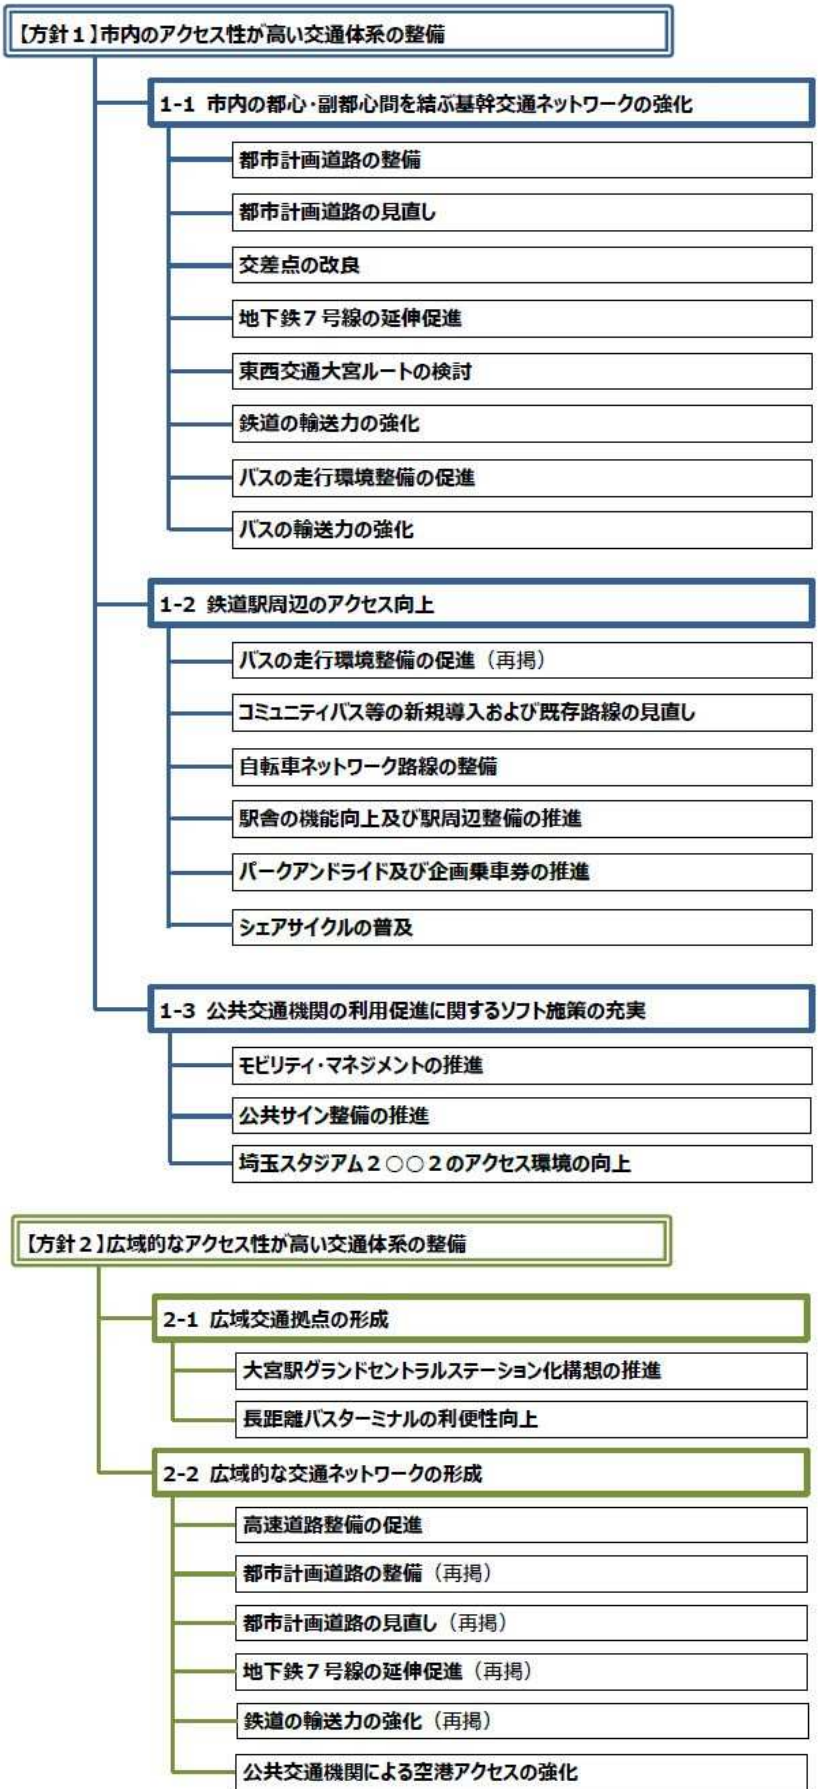 【方針１】市内のアクセス性が高い交通体系の整備
1-1 市内の都心・副都心間を結ぶ基幹交通ネットワークの強化
都市計画道路の整備
都市計画道路の見直し
交差点の改良
地下鉄７号線の延伸促進
東西交通大宮ルートの検討
鉄道の輸送力の強化
バスの走行環境整備の促進
バスの輸送力の強化
1-2 鉄道駅周辺のアクセス向上
バスの走行環境整備の促進（再掲）
コミュニティバス等の新規導入および既存路線の見直し
自転車ネットワーク路線の整備
駅舎の機能向上及び駅周辺整備の推進
パークアンドライド及び企画乗車券の推進
シェアサイクルの普及
1-3 公共交通機関の利用促進に関するソフト施策の充実
モビリティ・マネジメントの推進
公共サイン整備の推進
埼玉スタジアム２○○２のアクセス環境の向上
【方針２】広域的なアクセス性が高い交通体系の整備
2-1 広域交通拠点の形成
大宮駅グランドセントラルステーション化構想の推進
長距離バスターミナルの利便性向上
2-2 広域的な交通ネットワークの形成
高速道路整備の促進
都市計画道路の整備（再掲）
都市計画道路の見直し（再掲）
地下鉄７号線の延伸促進（再掲）
鉄道の輸送力の強化（再掲）
公共交通機関による空港アクセスの強化